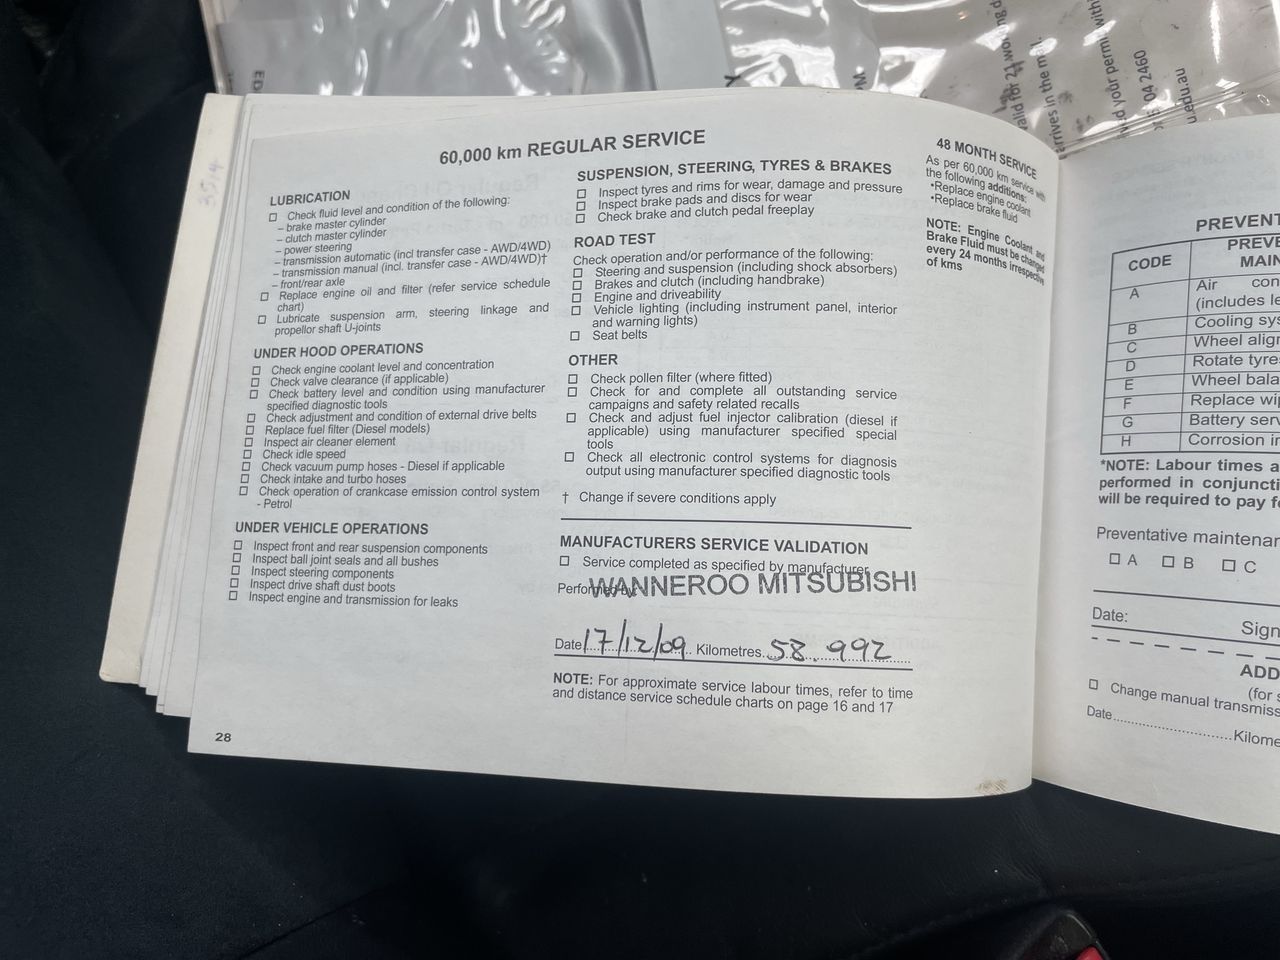 60,000 km REGULAR SERVICE
LUBRICATION
☐ Check fluid level and condition of the following:
– brake master cylinder
– clutch master cylinder
– power steering
– transmission automatic (incl transfer case - AWD/4WD)
– transmission manual (incl. transfer case - AWD/4WD)†
– front/rear axle
☐ Replace engine oil and filter (refer service schedule
chart)
☐ Lubricate suspension arm, steering linkage and
propellor shaft U-joints
UNDER HOOD OPERATIONS
☐ Check engine coolant level and concentration
☐ Check valve clearance (if applicable)
☐ Check battery level and condition using manufacturer
specified diagnostic tools
☐ Check adjustment and condition of external drive belts
☐ Replace fuel filter (Diesel models)
☐ Inspect air cleaner element
☐ Check idle speed
☐ Check vacuum pump hoses - Diesel if applicable
☐ Check intake and turbo hoses
☐ Check operation of crankcase emission control system
- Petrol
UNDER VEHICLE OPERATIONS
☐ Inspect front and rear suspension components
☐ Inspect ball joint seals and all bushes
☐ Inspect steering components
☐ Inspect drive shaft dust boots
☐ Inspect engine and transmission for leaks
28
SUSPENSION, STEERING, TYRES & BRAKES
☐ Inspect tyres and rims for wear, damage and pressure
☐ Inspect brake pads and discs for wear
☐ Check brake and clutch pedal freeplay
ROAD TEST
Check operation and/or performance of the following:
☐ Steering and suspension (including shock absorbers)
☐ Brakes and clutch (including handbrake)
☐ Engine and driveability
☐ Vehicle lighting (including instrument panel, interior
and warning lights)
☐ Seat belts
OTHER
☐ Check pollen filter (where fitted)
☐ Check for and complete all outstanding service
campaigns and safety related recalls
☐ Check and adjust fuel injector calibration (diesel if
applicable) using manufacturer specified special
tools
☐ Check all electronic control systems for diagnosis
output using manufacturer specified diagnostic tools
† Change if severe conditions apply
MANUFACTURERS SERVICE VALIDATION
☐ Service completed as specified by manufacturer
Performed by: WANNEROO MITSUBISHI
Date 17/12/09 Kilometres 58.992
NOTE: For approximate service labour times, refer to time
and distance service schedule charts on page 16 and 17
48 MONTH SERVICE
As per 60,000 km service with
the following additions:
•Replace engine coolant
•Replace brake fluid
NOTE: Engine Coolant and
Brake Fluid must be changed
every 24 months irrespective
of kms
PREVENT
CODE PREVE
MAIN
A Air con
(includes le
B Cooling sys
C Wheel align
D Rotate tyre
E Wheel bala
F Replace wip
G Battery serv
H Corrosion in
*NOTE: Labour times a
performed in conjuncti
will be required to pay f
Preventative maintenan
☐ A ☐ B ☐ C
Date:
Sign
ADD
(for s
☐ Change manual transmiss
Date Kilome
alid for 21 working d
arrives in the mail.
d your permit with
04 2460
u.edu.au